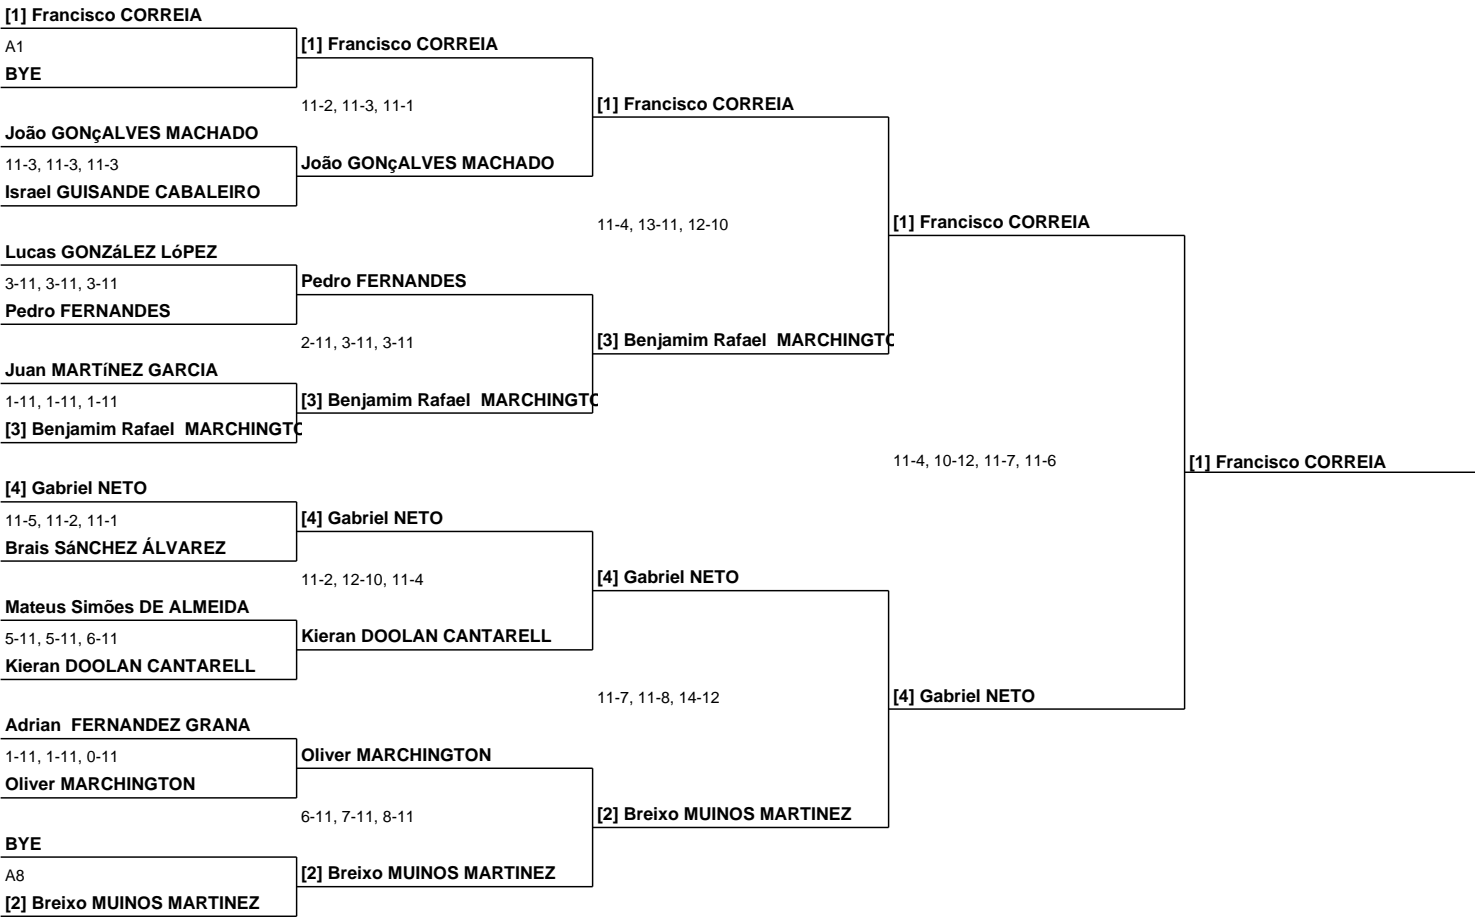 [1] Francisco CORREIA
A1
BYE
João GONçALVES MACHADO
11-3, 11-3, 11-3
Israel GUISANDE CABALEIRO
Lucas GONZáLEZ LóPEZ
3-11, 3-11, 3-11
Pedro FERNANDES
Juan MARTíNEZ GARCIA
1-11, 1-11, 1-11
[3] Benjamim Rafael  MARCHINGTO
[4] Gabriel NETO
11-5, 11-2, 11-1
Brais SáNCHEZ ÁLVAREZ
Mateus Simões DE ALMEIDA
5-11, 5-11, 6-11
Kieran DOOLAN CANTARELL
Adrian  FERNANDEZ GRANA
1-11, 1-11, 0-11
Oliver MARCHINGTON
BYE
A8
[2] Breixo MUINOS MARTINEZ
[1] Francisco CORREIA
11-2, 11-3, 11-1
João GONçALVES MACHADO
Pedro FERNANDES
2-11, 3-11, 3-11
[3] Benjamim Rafael  MARCHINGTO
[4] Gabriel NETO
11-2, 12-10, 11-4
Kieran DOOLAN CANTARELL
Oliver MARCHINGTON
6-11, 7-11, 8-11
[2] Breixo MUINOS MARTINEZ
[1] Francisco CORREIA
11-4, 13-11, 12-10
[3] Benjamim Rafael  MARCHINGTO
[4] Gabriel NETO
11-7, 11-8, 14-12
[2] Breixo MUINOS MARTINEZ
[1] Francisco CORREIA
11-4, 10-12, 11-7, 11-6
[4] Gabriel NETO
[1] Francisco CORREIA